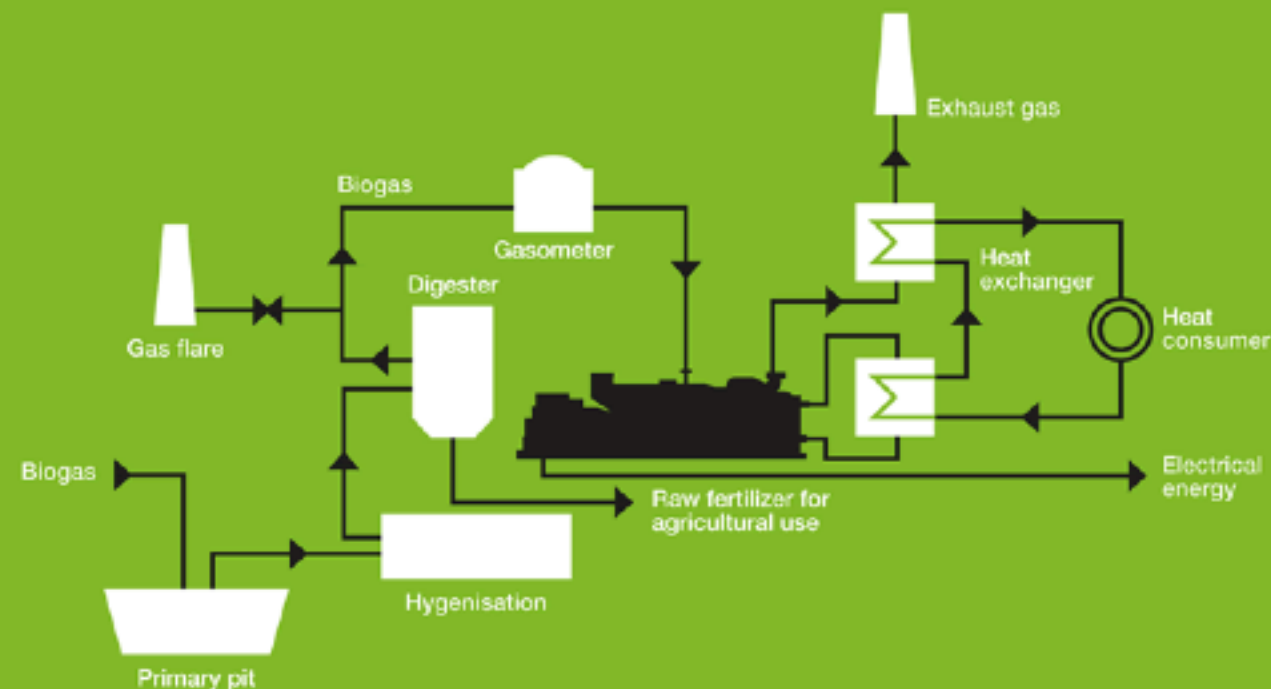 Exhaust gas
Biogas
Gasometer
Heat
exchanger
Digester
Gas flare
Heat
consumer
Biogas
Electrical
energy
Raw fertilizer for
agricultural use
Hygenisation
Primary pit